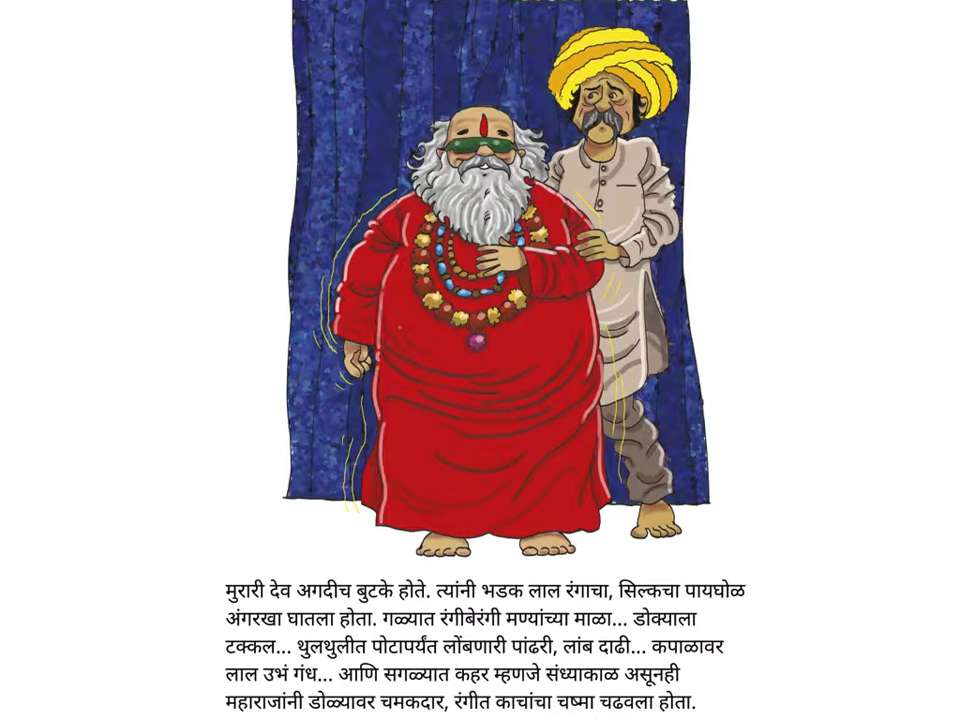 मुरारी देव अगदीच बुटके होते. त्यांनी भडक लाल रंगाचा, सिल्कचा पायघोळ
अंगरखा घातला होता. गळ्यात रंगीबेरंगी मण्यांच्या माळा... डोक्याला
टक्कल... थुलथुलीत पोटापर्यंत लोंबणारी पांढरी, लांब दाढी... कपाळावर
लाल उभं गंध... आणि सगळ्यात कहर म्हणजे संध्याकाळ असूनही
महाराजांनी डोळ्यावर चमकदार, रंगीत काचांचा चष्मा चढवला होता.